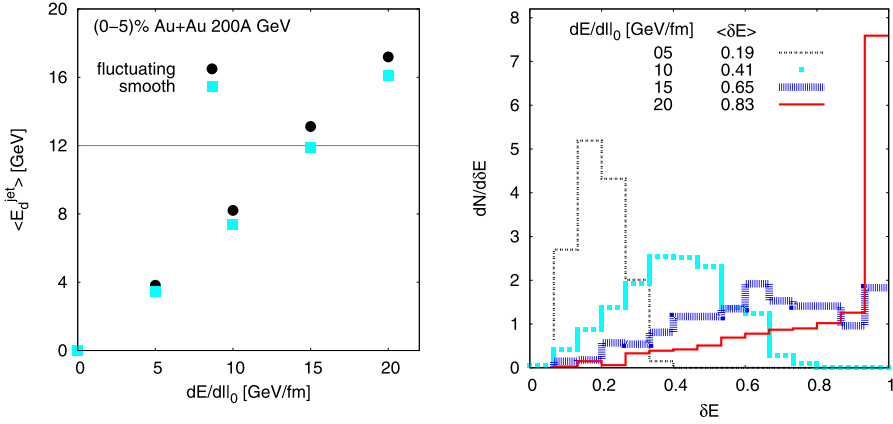 (0–5)% Au+Au 200A GeV
fluctuating
smooth
20
16
12
8
4
0
<E_d^jet> [GeV]
0 5 10 15 20
dE/dl|₀ [GeV/fm]
dE/dl|₀ [GeV/fm] <δE>
05 0.19
10 0.41
15 0.65
20 0.83
8
7
6
5
4
3
2
1
0
dN/dδE
0 0.2 0.4 0.6 0.8 1
δE